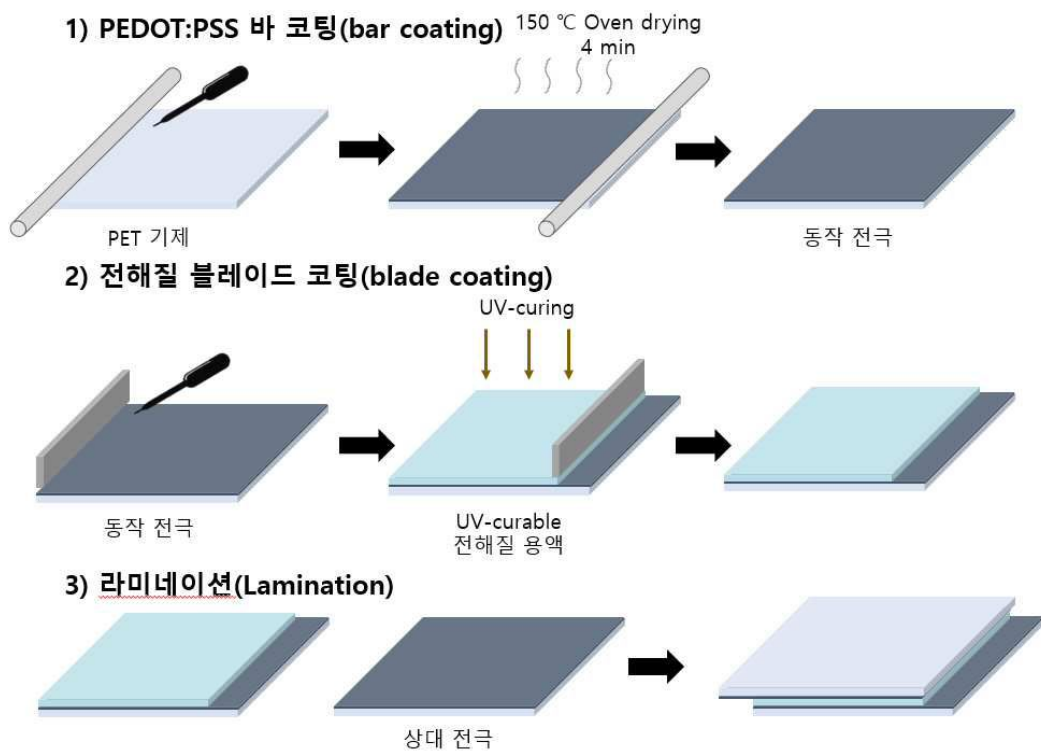 1) PEDOT:PSS 바 코팅(bar coating)
150 ℃ Oven drying
4 min
PET 기제
동작 전극
2) 전해질 블레이드 코팅(blade coating)
UV-curing
동작 전극
UV-curable
전해질 용액
3) 라미네이션(Lamination)
상대 전극